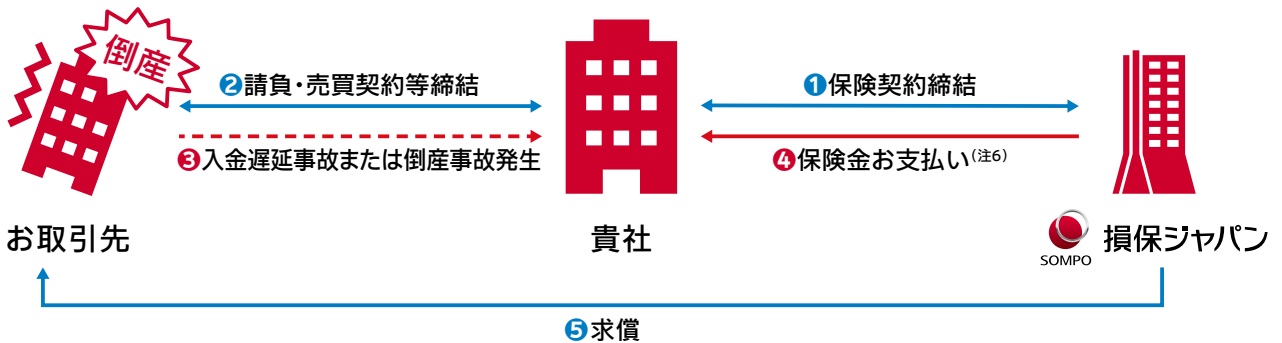 倒産
❷請負・売買契約等締結
❶保険契約締結
❸入金遅延事故または倒産事故発生
❹保険金お支払い(注6)
お取引先
貴社
SOMPO 損保ジャパン
❺求償